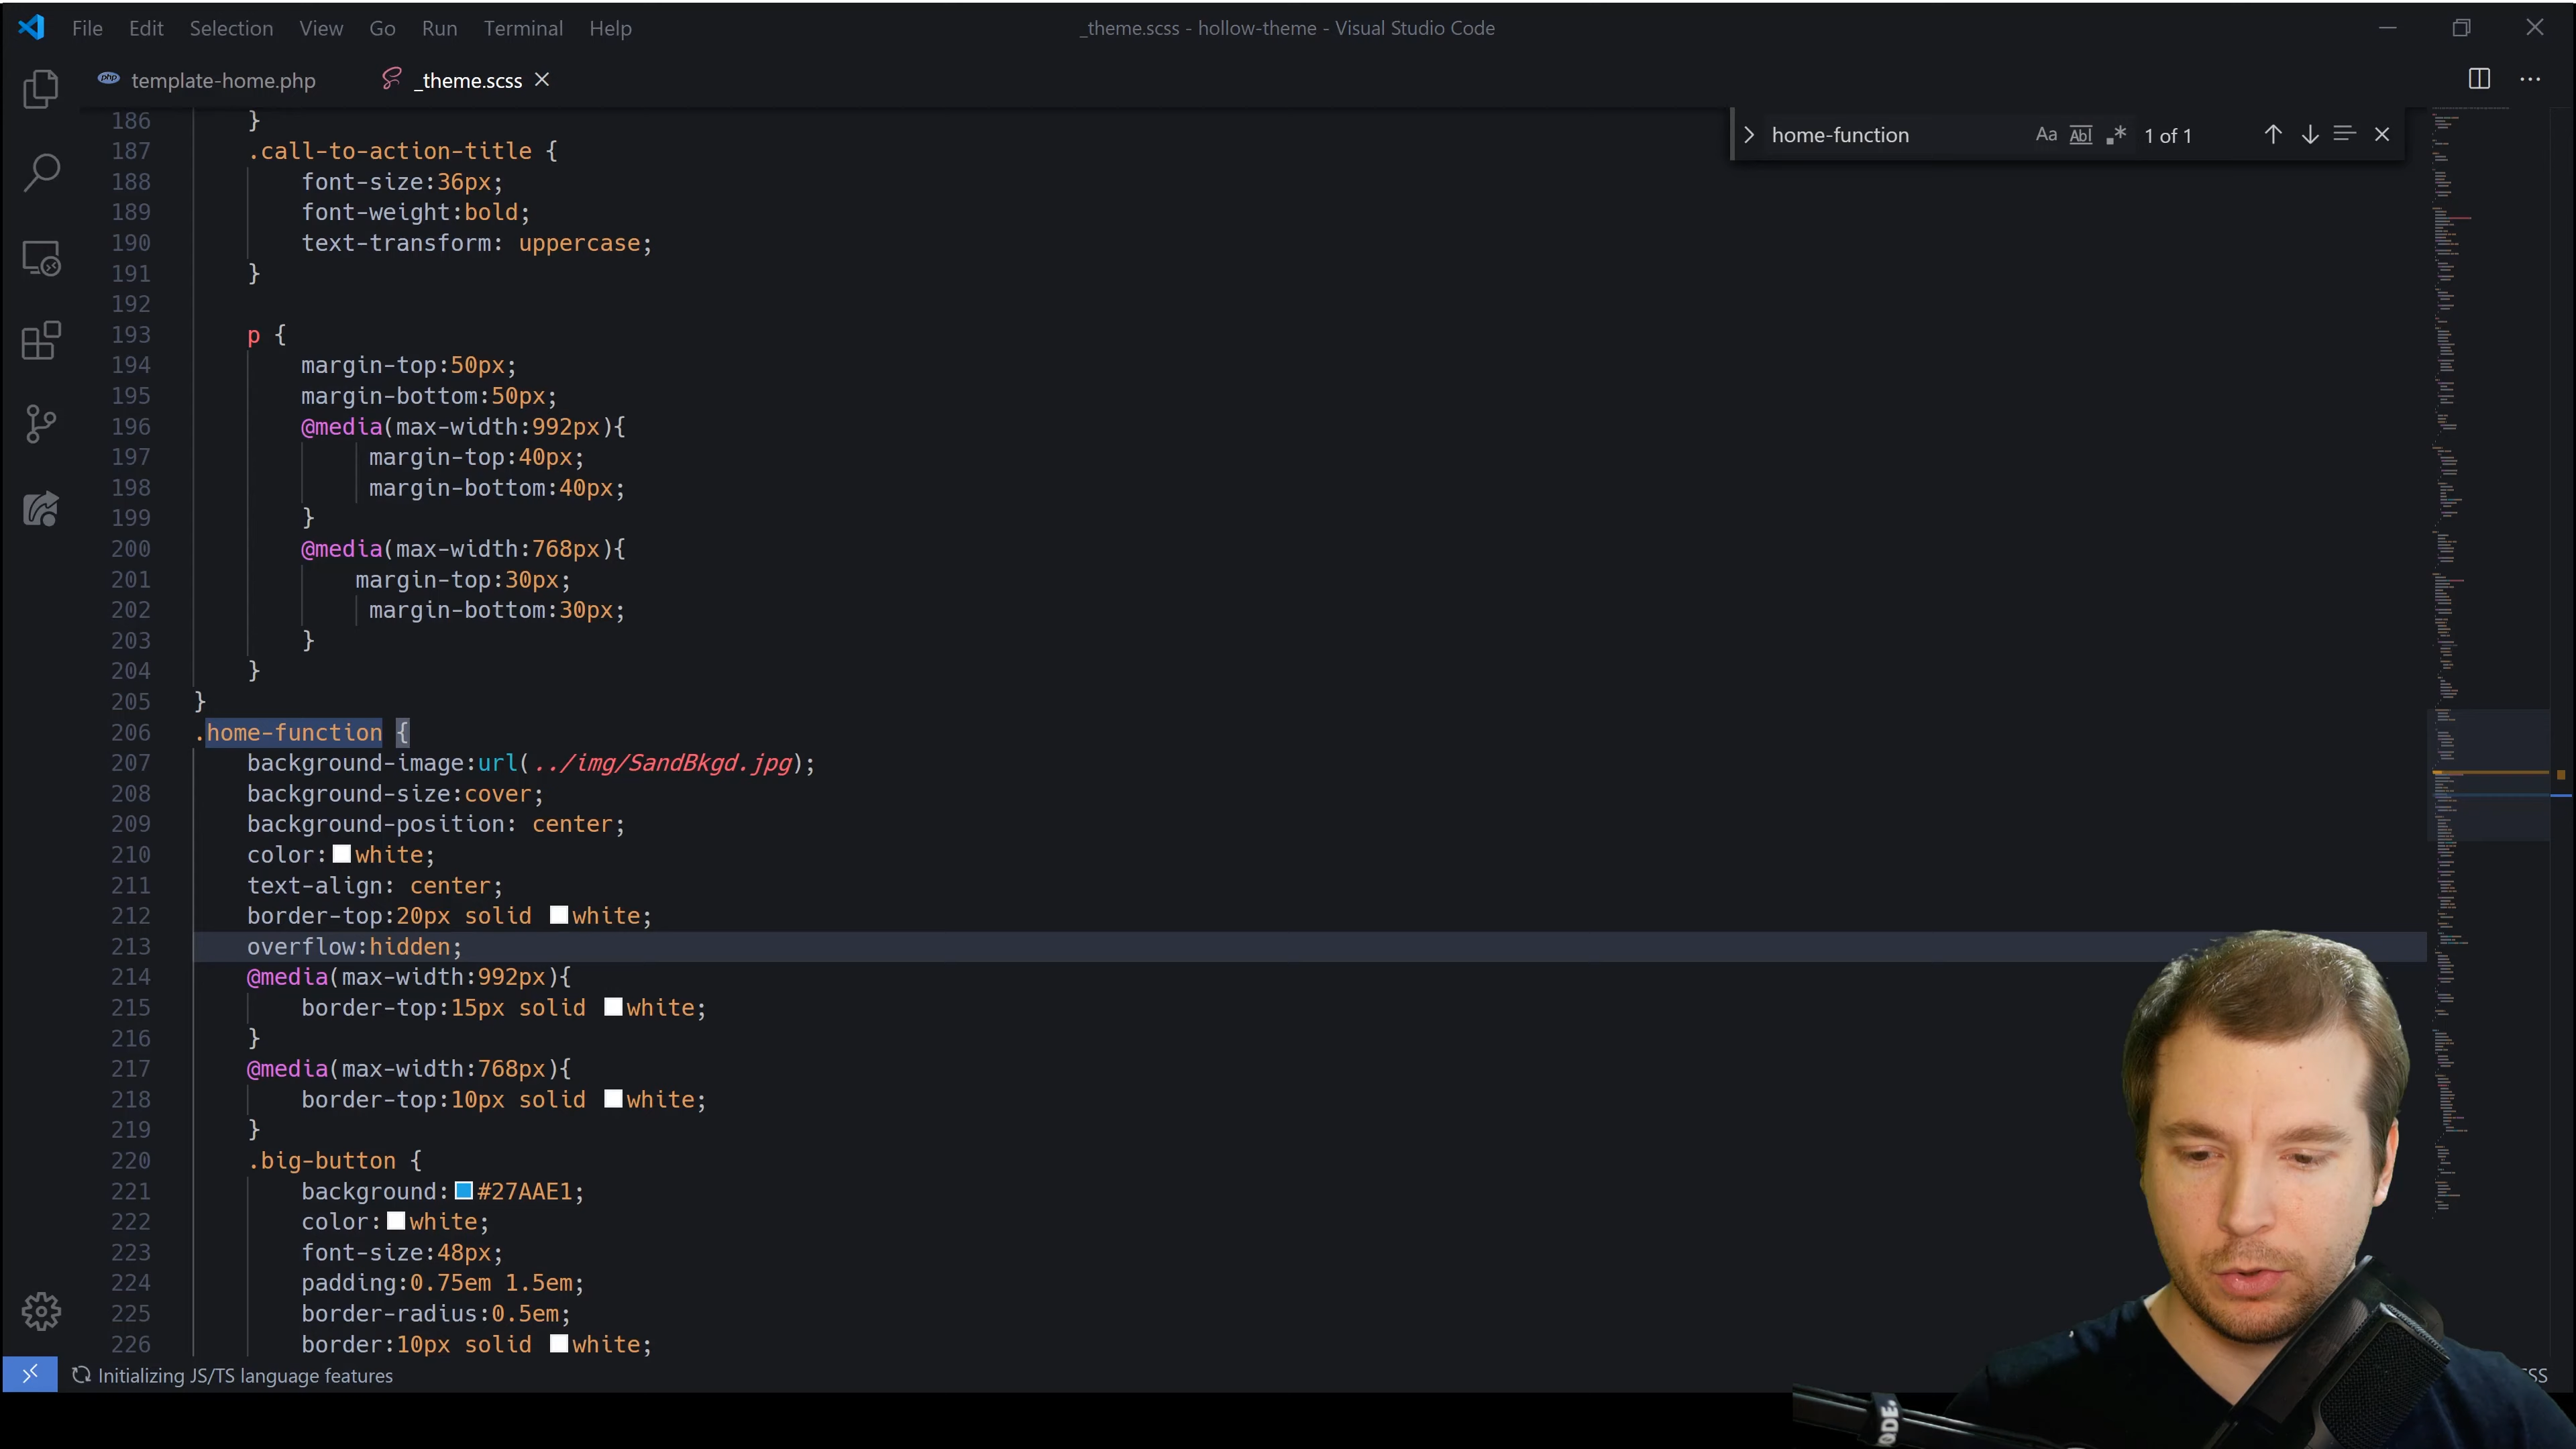 File Edit Selection View Go Run Terminal Help
_theme.scss - hollow-theme - Visual Studio Code
php template-home.php
_theme.scss
home-function
Aa Abl .* 1 of 1
186 }
187 .call-to-action-title {
188 font-size:36px;
189 font-weight:bold;
190 text-transform: uppercase;
191 }
192
193 p {
194 margin-top:50px;
195 margin-bottom:50px;
196 @media(max-width:992px){
197 margin-top:40px;
198 margin-bottom:40px;
199 }
200 @media(max-width:768px){
201 margin-top:30px;
202 margin-bottom:30px;
203 }
204 }
205 }
206 .home-function {
207 background-image:url(../img/SandBkgd.jpg);
208 background-size:cover;
209 background-position: center;
210 color:white;
211 text-align: center;
212 border-top:20px solid white;
213 overflow:hidden;
214 @media(max-width:992px){
215 border-top:15px solid white;
216 }
217 @media(max-width:768px){
218 border-top:10px solid white;
219 }
220 .big-button {
221 background:#27AAE1;
222 color:white;
223 font-size:48px;
224 padding:0.75em 1.5em;
225 border-radius:0.5em;
226 border:10px solid white;
Initializing JS/TS language features